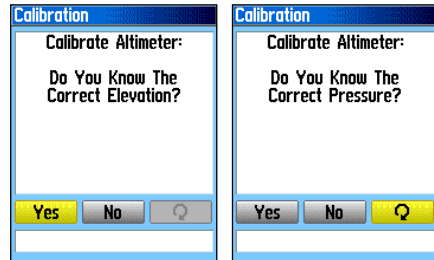 Calibration
Calibrate Altimeter:
Do You Know The
Correct Elevation?
Yes No
Calibration
Calibrate Altimeter:
Do You Know The
Correct Pressure?
Yes No